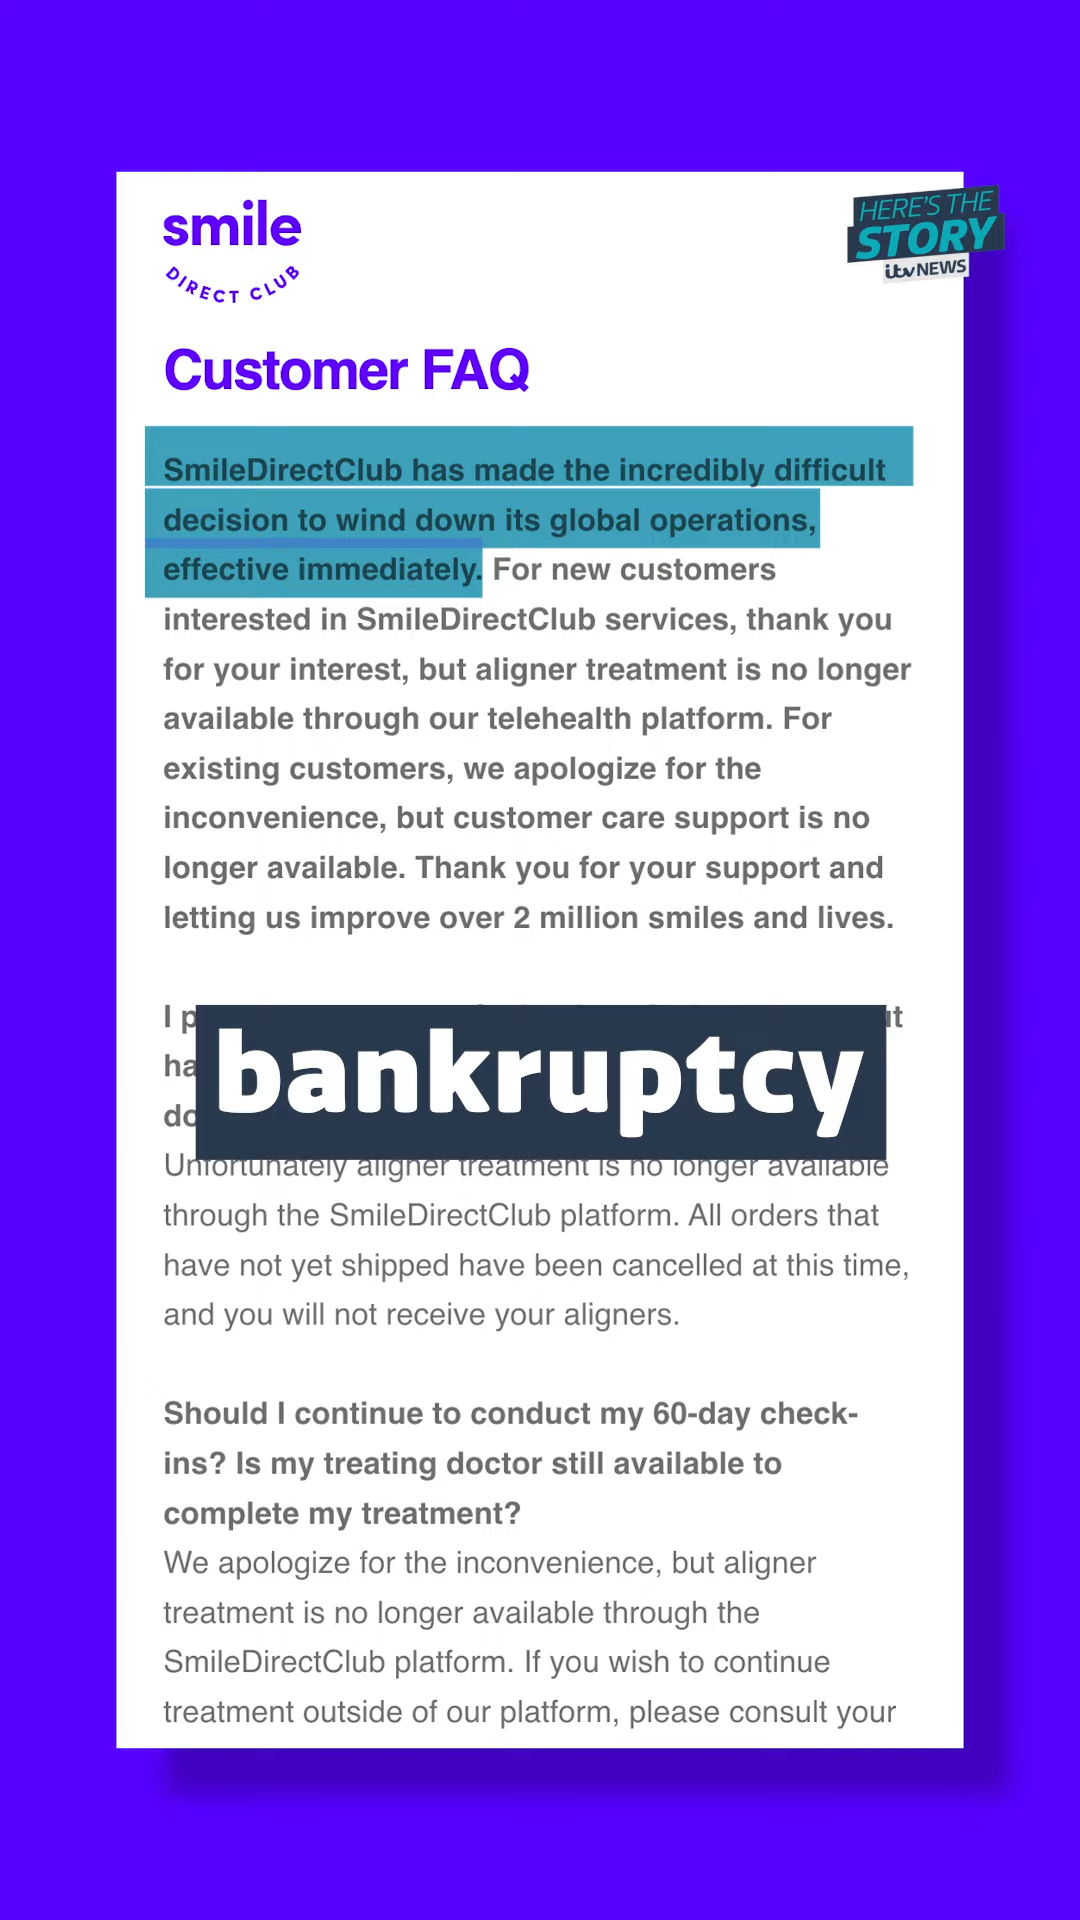 smile
DIRECT CLUB
HERE'S THE
STORY
itv NEWS
Customer FAQ
SmileDirectClub has made the incredibly difficult
decision to wind down its global operations,
effective immediately. For new customers
interested in SmileDirectClub services, thank you
for your interest, but aligner treatment is no longer
available through our telehealth platform. For
existing customers, we apologize for the
inconvenience, but customer care support is no
longer available. Thank you for your support and
letting us improve over 2 million smiles and lives.
I
bankruptcy
Unfortunately aligner treatment is no longer available
through the SmileDirectClub platform. All orders that
have not yet shipped have been cancelled at this time,
and you will not receive your aligners.
Should I continue to conduct my 60-day check-
ins? Is my treating doctor still available to
complete my treatment?
We apologize for the inconvenience, but aligner
treatment is no longer available through the
SmileDirectClub platform. If you wish to continue
treatment outside of our platform, please consult your